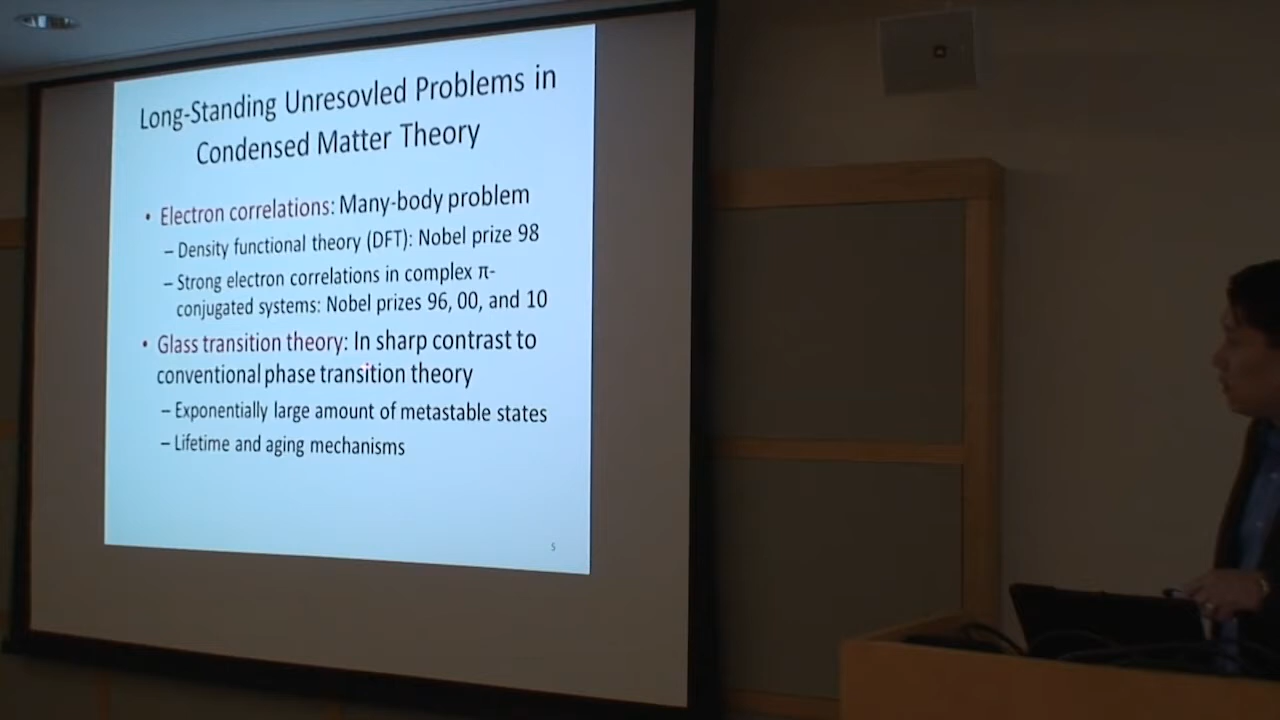 Long-Standing Unresovled Problems in
Condensed Matter Theory
• Electron correlations: Many-body problem
– Density functional theory (DFT): Nobel prize 98
– Strong electron correlations in complex π-
conjugated systems: Nobel prizes 96, 00, and 10
• Glass transition theory: In sharp contrast to
conventional phase transition theory
– Exponentially large amount of metastable states
– Lifetime and aging mechanisms
5